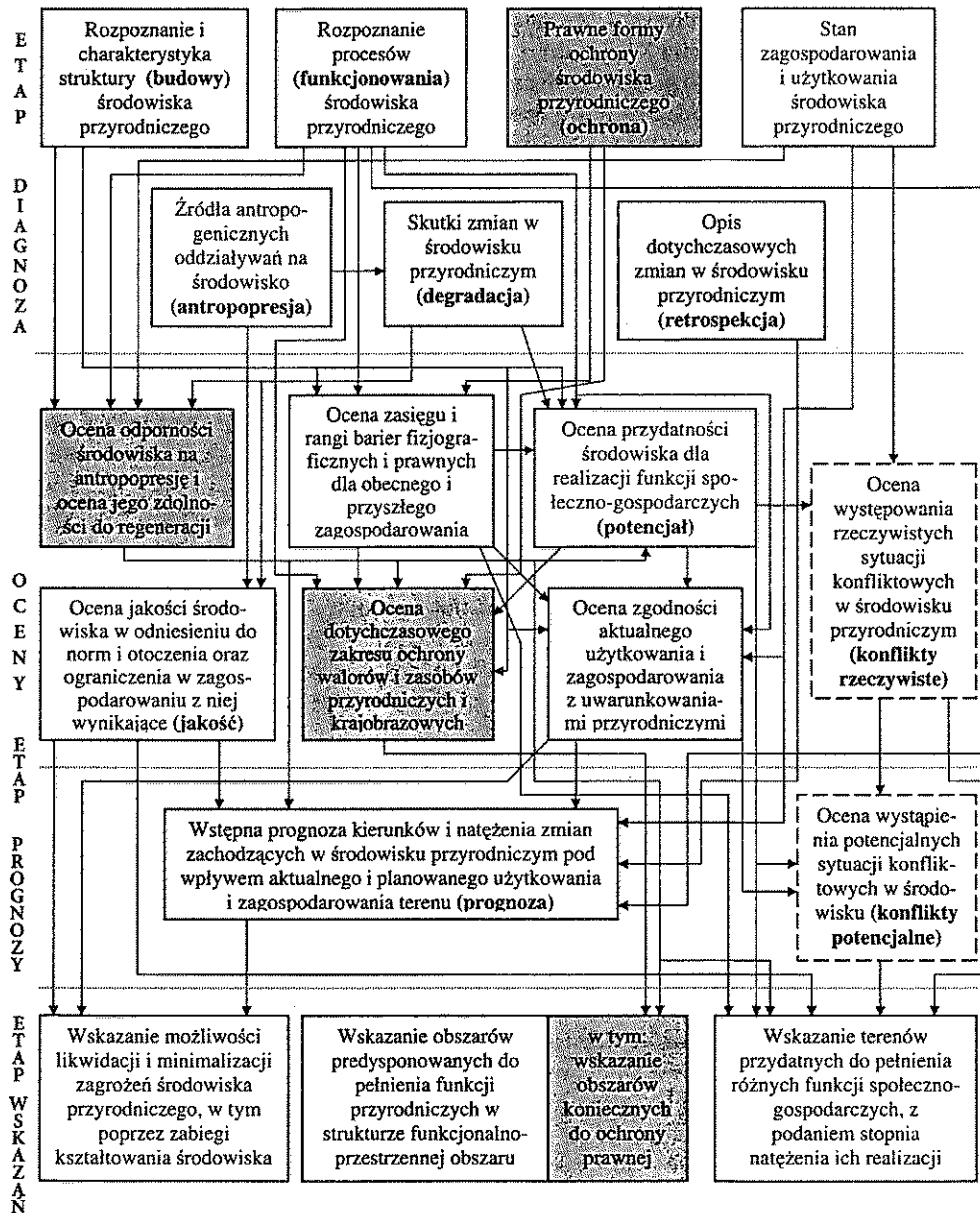 ETAP DIAGNOZA
Rozpoznanie i
charakterystyka
struktury (budowy)
środowiska
przyrodniczego
Rozpoznanie
procesów
(funkcjonowania)
środowiska
przyrodniczego
Prawne formy
ochrony
środowiska
przyrodniczego
(ochrona)
Stan
zagospodarowania
i użytkowania
środowiska
przyrodniczego
Źródła antropo-
genicznych
oddziaływań na
środowisko
(antropopresja)
Skutki zmian w
środowisku
przyrodniczym
(degradacja)
Opis
dotychczasowych
zmian w środowisku
przyrodniczym
(retrospekcja)
OCENY
Ocena odporności
środowiska na
antropopresję i
ocena jego zdolno-
ści do regeneracji
Ocena zasięgu i
rangi barier fizjogra-
ficznych i prawnych
dla obecnego i
przyszłego
zagospodarowania
Ocena przydatności
środowiska dla
realizacji funkcji spo-
łeczno-gospodarczych
(potencjał)
Ocena
występowania
rzeczywistych
sytuacji
konfliktowych
w środowisku
przyrodniczym
(konflikty
rzeczywiste)
Ocena jakości środo-
wiska w odniesieniu do
norm i otoczenia oraz
ograniczenia w zagos-
podarowaniu z niej
wynikające (jakość)
Ocena
dotychczasowego
zakresu ochrony
walorów i zasobów
przyrodniczych i
krajobrazowych
Ocena zgodności
aktualnego
użytkowania i
zagospodarowania
z uwarunkowania-
mi przyrodniczymi
ETAP PROGNOZY
Wstępna prognoza kierunków i natężenia zmian
zachodzących w środowisku przyrodniczym pod
wpływem aktualnego i planowanego użytkowania
i zagospodarowania terenu (prognoza)
Ocena wystąpie-
nia potencjalnych
sytuacji konflik-
towych w środo-
wisku (konflikty
potencjalne)
ETAP WSKAZAŃ
Wskazanie możliwości
likwidacji i minimalizacji
zagrożeń środowiska
przyrodniczego, w tym
poprzez zabiegi
kształtowania środowiska
Wskazanie obszarów
predysponowanych do
pełnienia funkcji
przyrodniczych w
strukturze funkcjonalno-
przestrzennej obszaru
w tym:
wskazanie
obszarów
koniecznych
do ochrony
prawnej
Wskazanie terenów
przydatnych do pełnienia
różnych funkcji społeczno-
gospodarczych, z
podaniem stopnia
natężenia ich realizacji